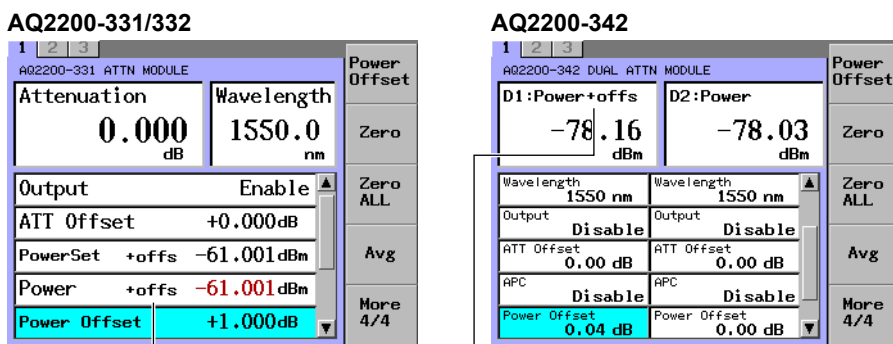 AQ2200-331/332
1 2 3
AQ2200-331 ATTN MODULE
Attenuation
0.000
dB
Wavelength
1550.0
nm
Output Enable
ATT Offset +0.000dB
PowerSet +offs -61.001dBm
Power +offs -61.001dBm
Power Offset +1.000dB
Power
Offset
Zero
Zero
ALL
Avg
More
4/4
AQ2200-342
1 2 3
AQ2200-342 DUAL ATTN MODULE
D1:Power+offs
-78.16
dBm
D2:Power
-78.03
dBm
Wavelength Wavelength
1550 nm 1550 nm
Output Output
Disable Disable
ATT Offset ATT Offset
0.00 dB 0.00 dB
APC APC
Disable Disable
Power Offset Power Offset
0.04 dB 0.00 dB
Power
Offset
Zero
Zero
ALL
Avg
More
4/4